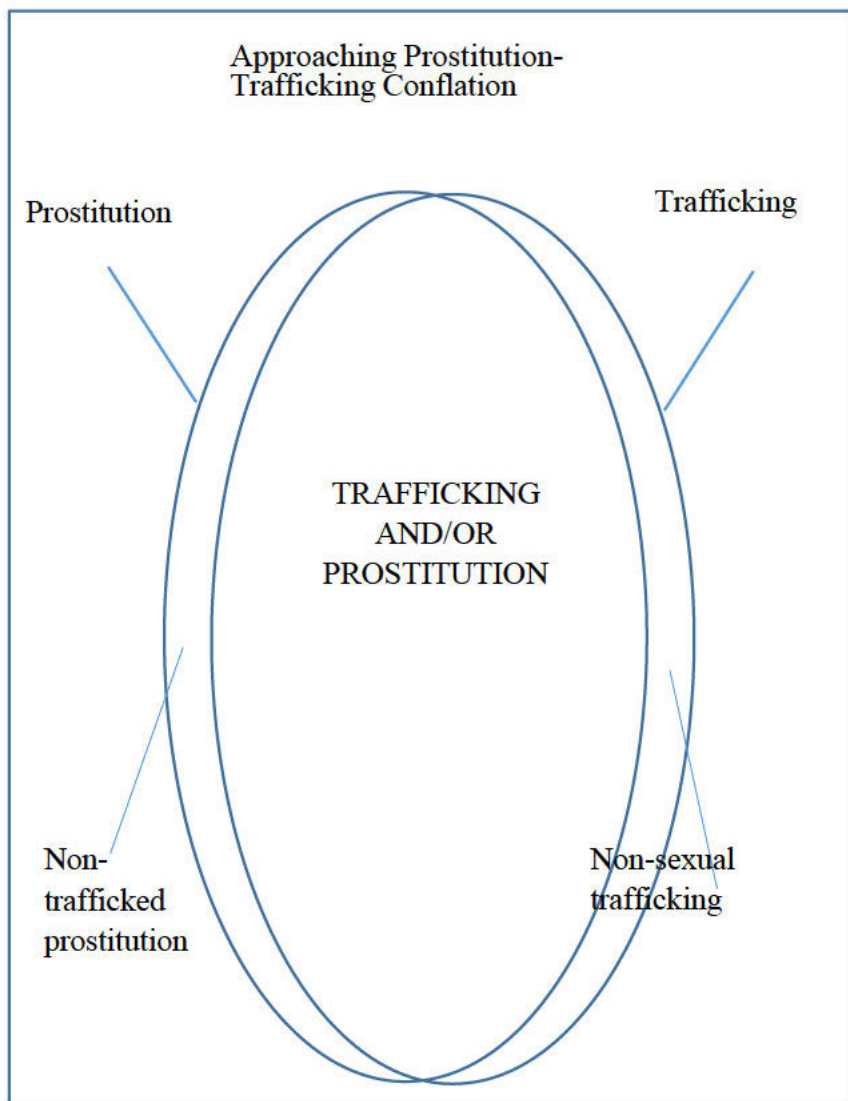 Approaching Prostitution-
Trafficking Conflation
Prostitution
Trafficking
TRAFFICKING
AND/OR
PROSTITUTION
Non-
trafficked
prostitution
Non-sexual
trafficking